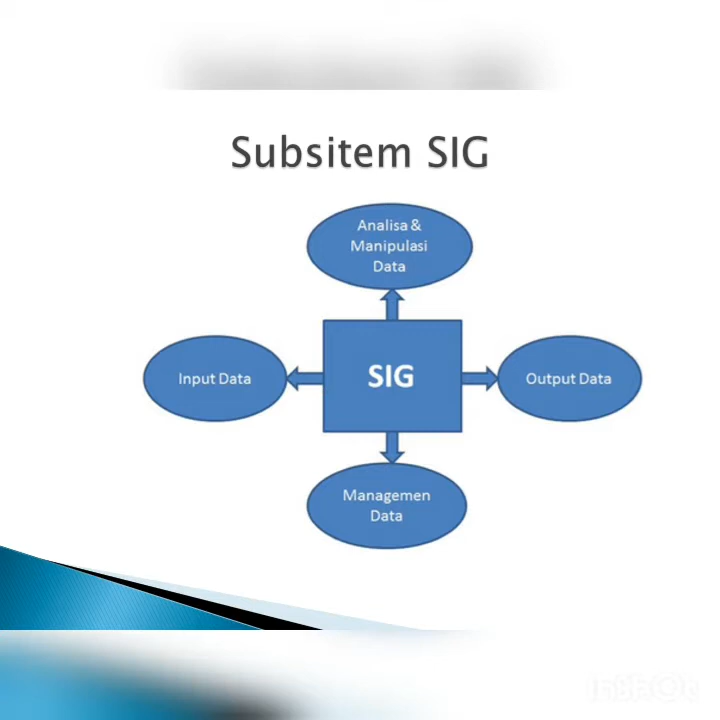 Subsitem SIG
Analisa &
Manipulasi
Data
Input Data
SIG
Output Data
Managemen
Data